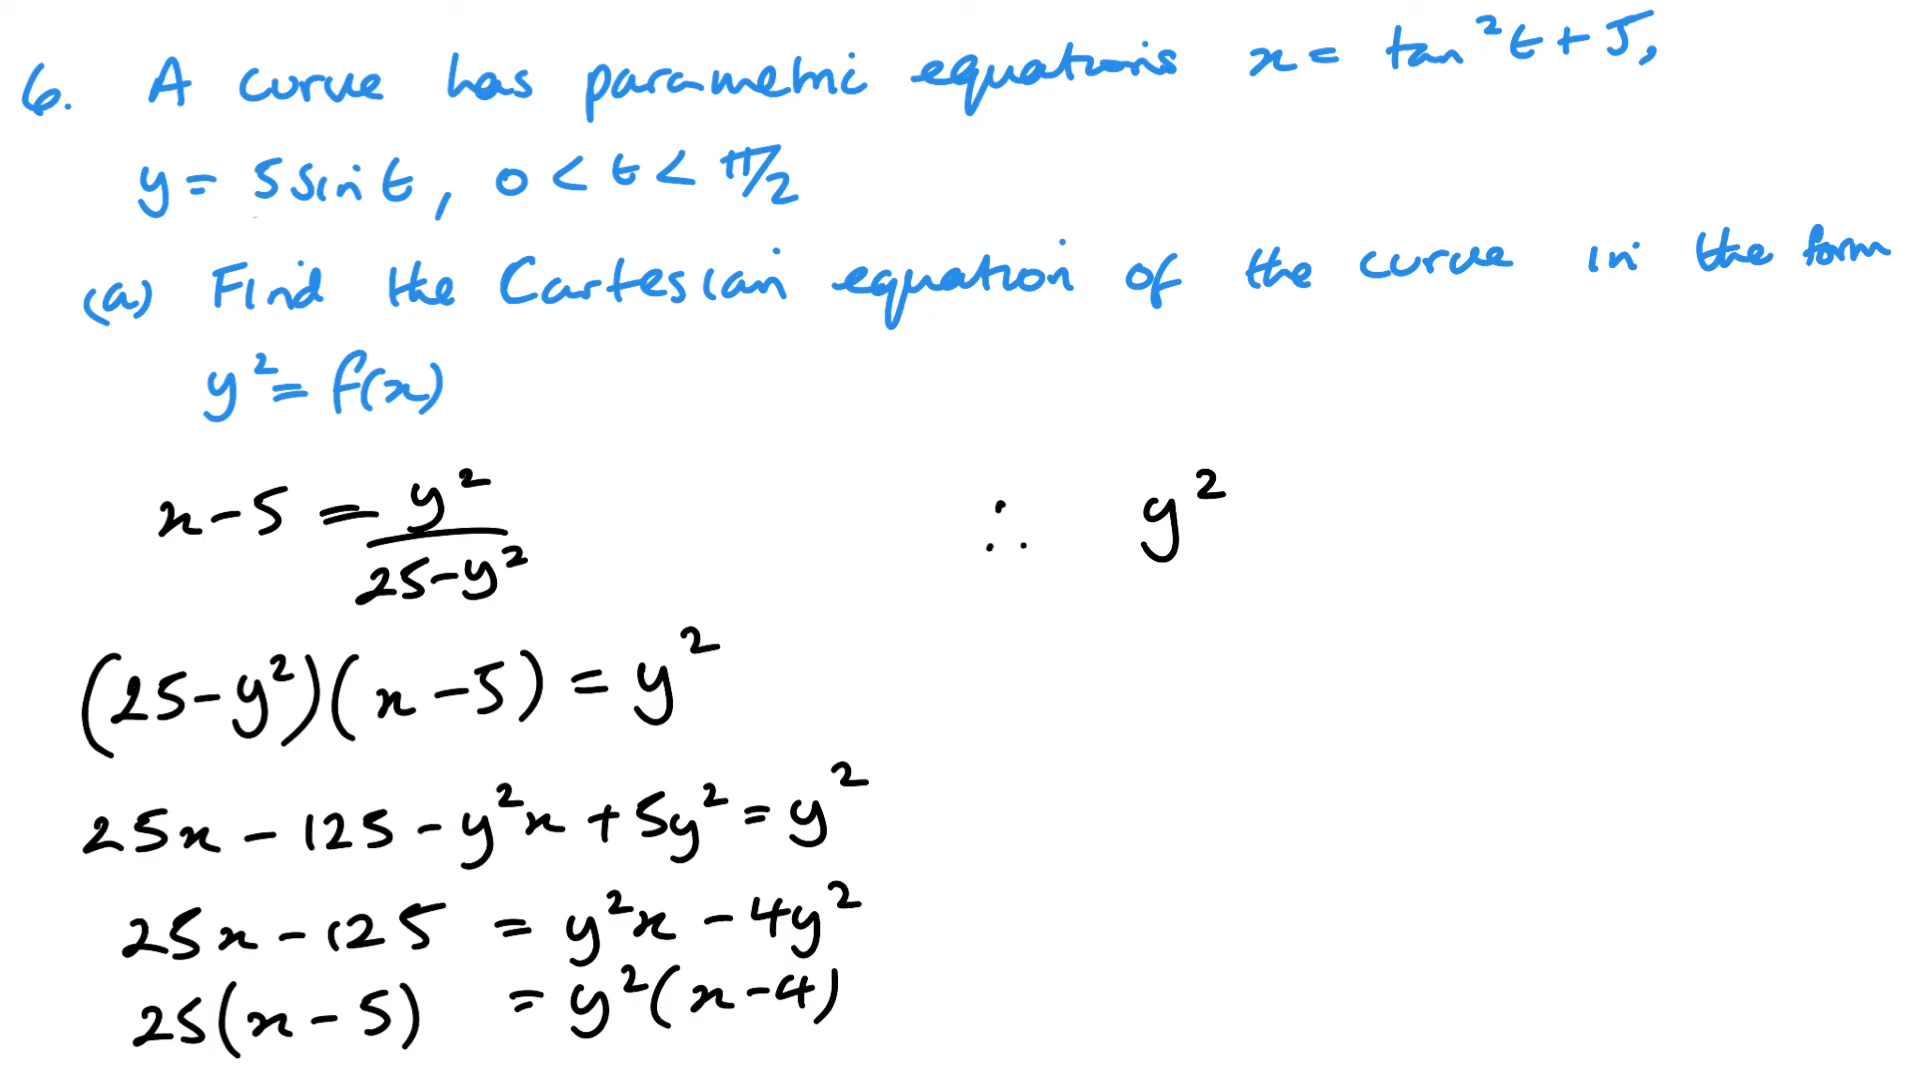 6. A curve has parametric equations x = tan²t + 5,
y = 5 sin t, 0 < t < π/2
(a) Find the Cartesian equation of the curve in the form
y² = f(x)
x - 5 = y²/(25 - y²)
(25 - y²)(x - 5) = y²
25x - 125 - y²x + 5y² = y²
25x - 125 = y²x - 4y²
25(x - 5) = y²(x - 4)
∴ y²